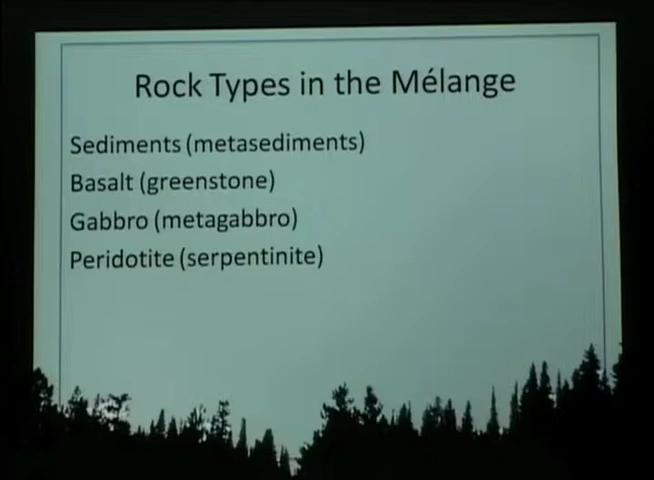 Rock Types in the Mélange
Sediments (metasediments)
Basalt (greenstone)
Gabbro (metagabbro)
Peridotite (serpentinite)